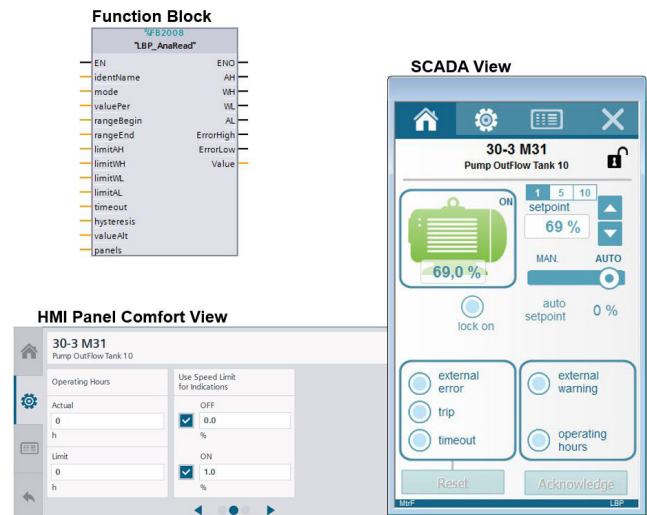 Function Block
%FB2008
"LBP_AnaRead"
EN
ENO
identName
AH
mode
WH
valuePer
WL
rangeBegin
AL
rangeEnd
ErrorHigh
limitAH
ErrorLow
limitWH
Value
limitWL
limitAL
timeout
hysteresis
valueAlt
panels
SCADA View
30-3 M31
Pump OutFlow Tank 10
ON
1 5 10
setpoint
69 %
69,0 %
MAN. AUTO
lock on
auto
setpoint
0 %
external
error
trip
timeout
external
warning
operating
hours
Reset
Acknowledge
MtrF
LBP
HMI Panel Comfort View
30-3 M31
Pump OutFlow Tank 10
Operating Hours
Actual
0
h
Limit
0
h
Use Speed Limit
for Indications
OFF
0.0
%
ON
1.0
%